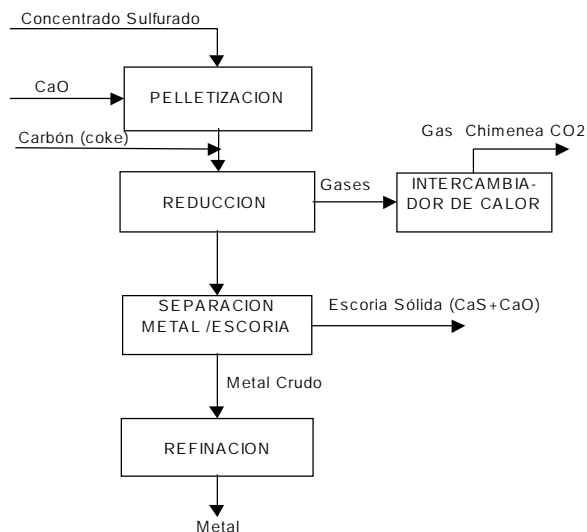 Concentrado Sulfurado
CaO
PELLETIZACION
Carbón (coke)
Gas Chimenea CO2
REDUCCION
Gases
INTERCAMBIA-
DOR DE CALOR
SEPARACION
METAL /ESCORIA
Escoria Sólida (CaS+CaO)
Metal Crudo
REFINACION
Metal